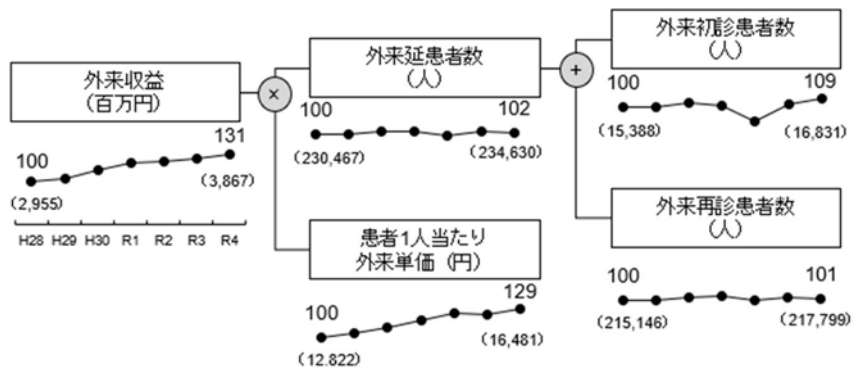 外来収益
(百万円)
100
131
(2,955)
(3,867)
H28 H29 H30 R1 R2 R3 R4
×
外来延患者数
(人)
100
102
(230,467)
(234,630)
患者1人当たり
外来単価(円)
100
129
(12.822)
(16,481)
+
外来初診患者数
(人)
100
109
(15,388)
(16,831)
外来再診患者数
(人)
100
101
(215,146)
(217,799)